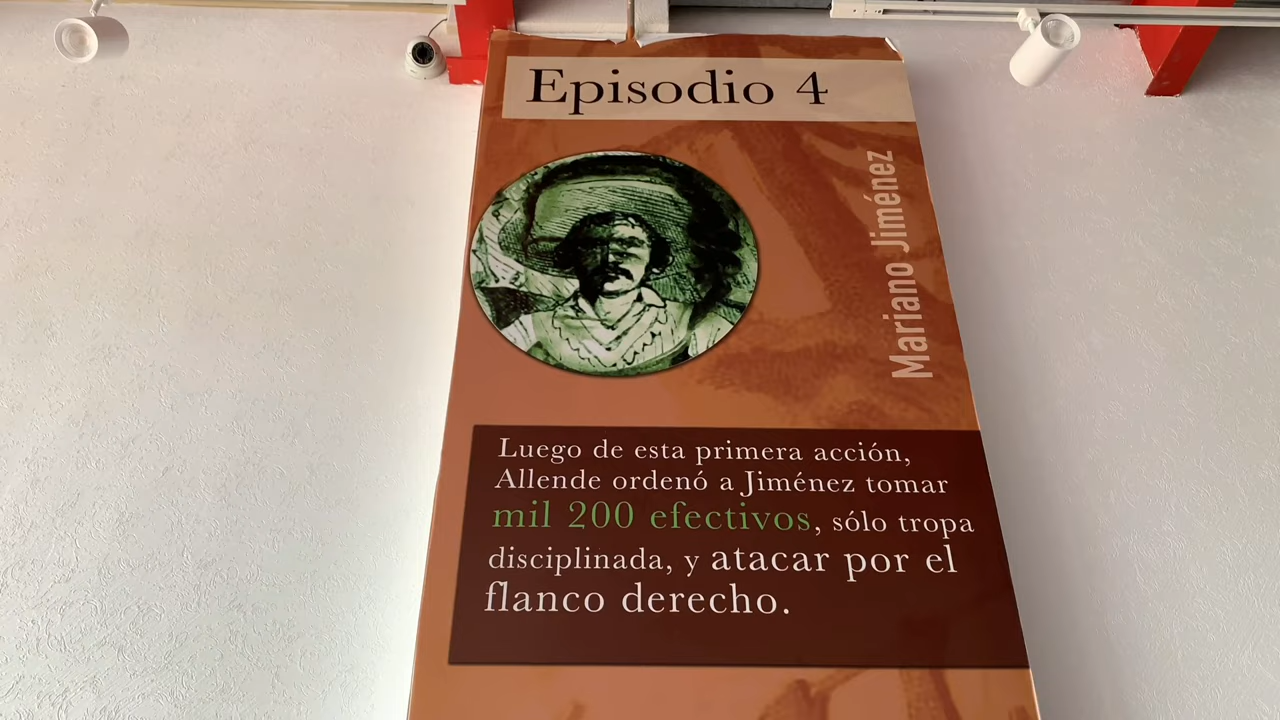 Episodio 4
Mariano Jiménez
Luego de esta primera acción,
Allende ordenó a Jiménez tomar
mil 200 efectivos, sólo tropa
disciplinada, y atacar por el
flanco derecho.